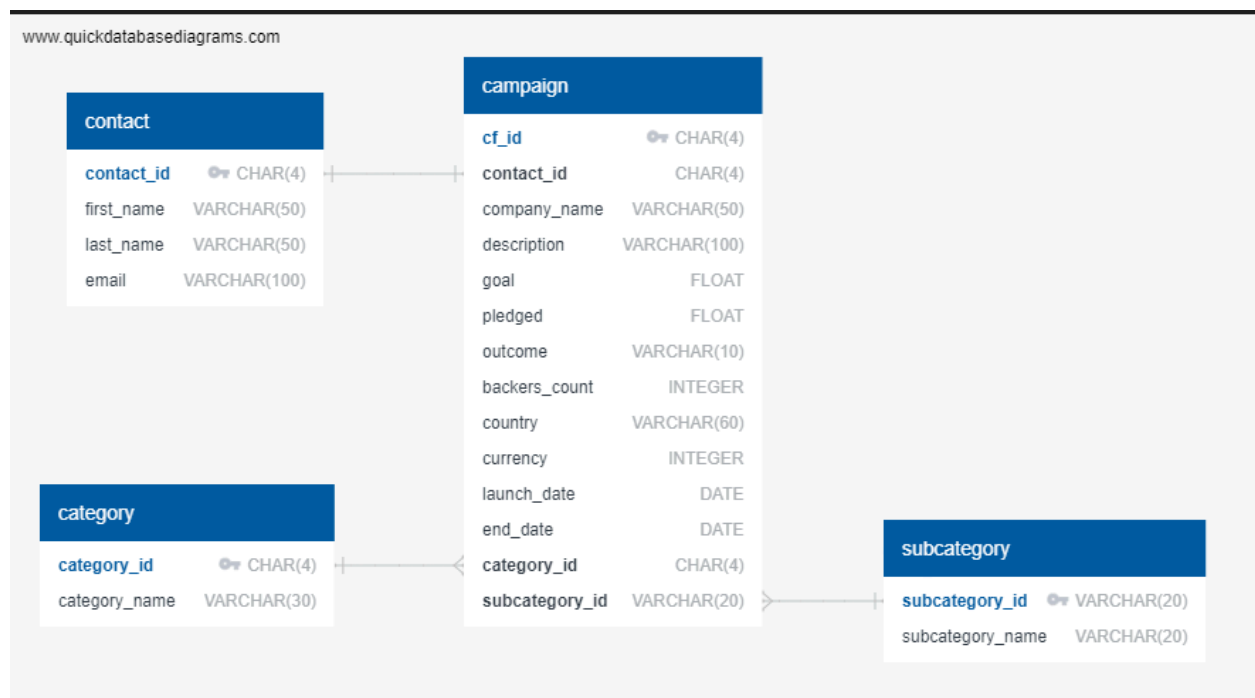 www.quickdatabasediagrams.com
contact
contact_id CHAR(4)
first_name VARCHAR(50)
last_name VARCHAR(50)
email VARCHAR(100)
campaign
cf_id CHAR(4)
contact_id CHAR(4)
company_name VARCHAR(50)
description VARCHAR(100)
goal FLOAT
pledged FLOAT
outcome VARCHAR(10)
backers_count INTEGER
country VARCHAR(60)
currency INTEGER
launch_date DATE
end_date DATE
category_id CHAR(4)
subcategory_id VARCHAR(20)
category
category_id CHAR(4)
category_name VARCHAR(30)
subcategory
subcategory_id VARCHAR(20)
subcategory_name VARCHAR(20)